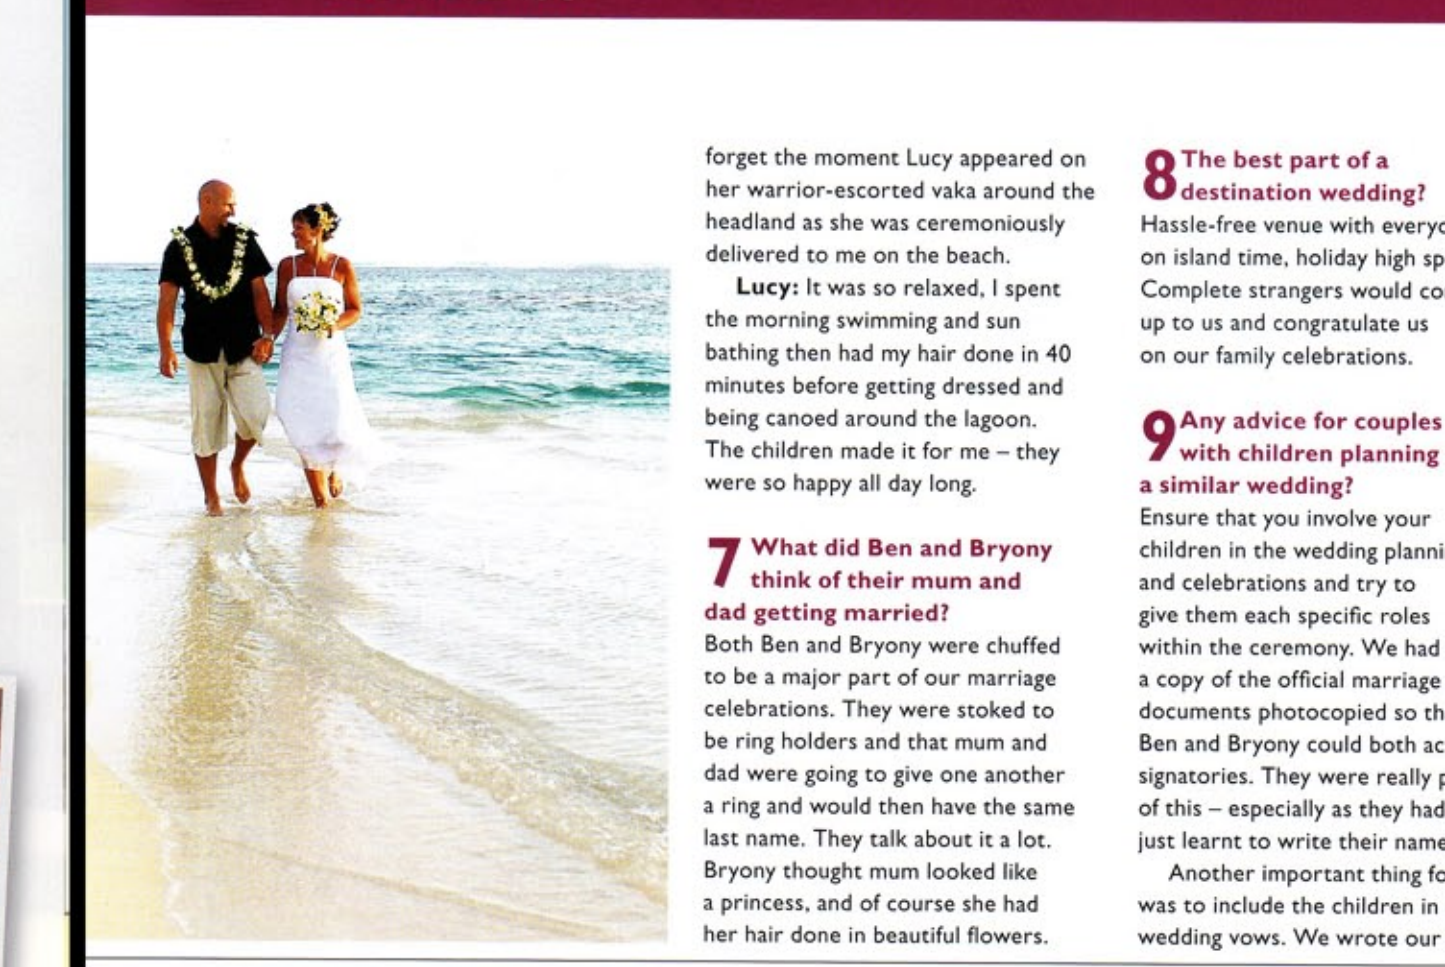 forget the moment Lucy appeared on
her warrior-escorted vaka around the
headland as she was ceremoniously
delivered to me on the beach.
Lucy: It was so relaxed, I spent
the morning swimming and sun
bathing then had my hair done in 40
minutes before getting dressed and
being canoed around the lagoon.
The children made it for me – they
were so happy all day long.
7 What did Ben and Bryony
think of their mum and
dad getting married?
Both Ben and Bryony were chuffed
to be a major part of our marriage
celebrations. They were stoked to
be ring holders and that mum and
dad were going to give one another
a ring and would then have the same
last name. They talk about it a lot.
Bryony thought mum looked like
a princess, and of course she had
her hair done in beautiful flowers.
8 The best part of a
destination wedding?
Hassle-free venue with
on island time, holiday high
Complete strangers would
up to us and congratulate us
on our family celebrations.
9 Any advice for couples
with children planning
a similar wedding?
Ensure that you involve your
children in the wedding
and celebrations and try to
give them each specific roles
within the ceremony. We had
a copy of the official marriage
documents photocopied so
Ben and Bryony could both
signatories. They were really
of this – especially as they had
just learnt to write their
Another important thing
was to include the children in
wedding vows. We wrote our